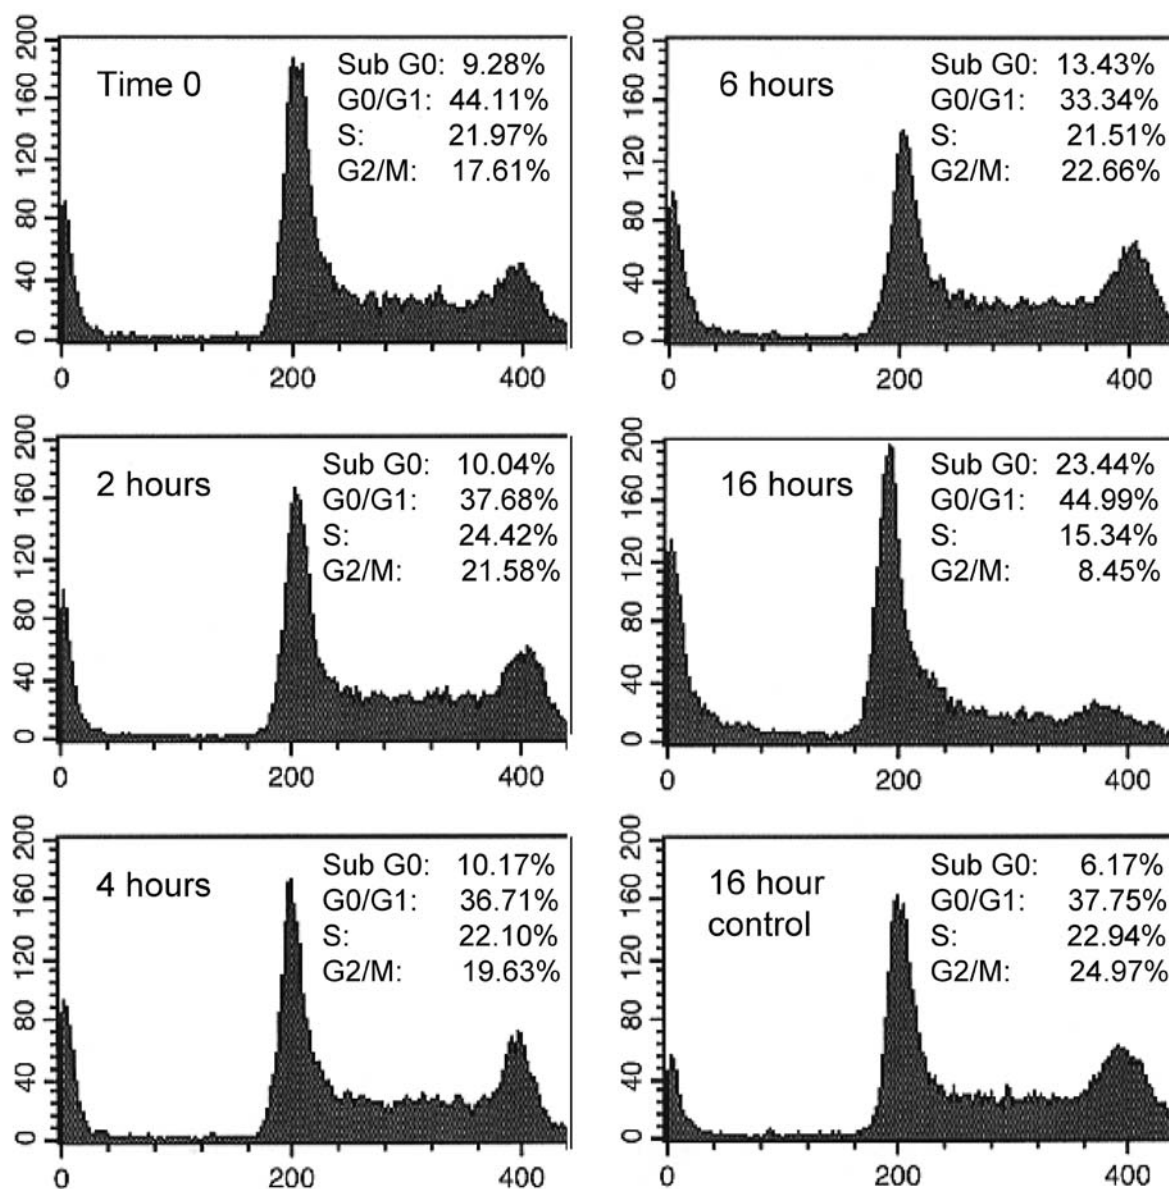 200
160
120
80
40
0
Time 0
Sub G0: 9.28%
G0/G1: 44.11%
S: 21.97%
G2/M: 17.61%
0 200 400
200
160
120
80
40
0
6 hours
Sub G0: 13.43%
G0/G1: 33.34%
S: 21.51%
G2/M: 22.66%
0 200 400
200
160
120
80
40
0
2 hours
Sub G0: 10.04%
G0/G1: 37.68%
S: 24.42%
G2/M: 21.58%
0 200 400
200
160
120
80
40
0
16 hours
Sub G0: 23.44%
G0/G1: 44.99%
S: 15.34%
G2/M: 8.45%
0 200 400
200
160
120
80
40
0
4 hours
Sub G0: 10.17%
G0/G1: 36.71%
S: 22.10%
G2/M: 19.63%
0 200 400
200
160
120
80
40
0
16 hour
control
Sub G0: 6.17%
G0/G1: 37.75%
S: 22.94%
G2/M: 24.97%
0 200 400